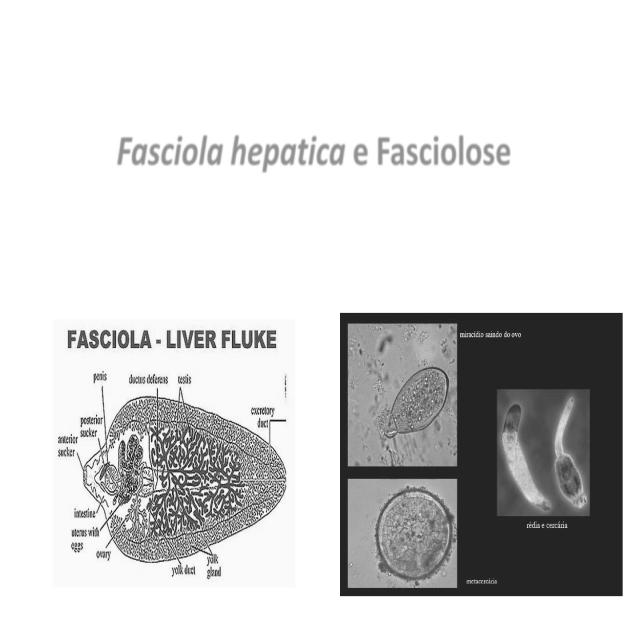 Fasciola hepatica e Fasciolose
FASCIOLA - LIVER FLUKE
penis
ductus deferens
testis
excretory
duct
posterior
sucker
anterior
sucker
intestine
uterus with
eggs
ovary
yolk duct
yolk
gland
miracídio saindo do ovo
rédia e cercária
metacercária